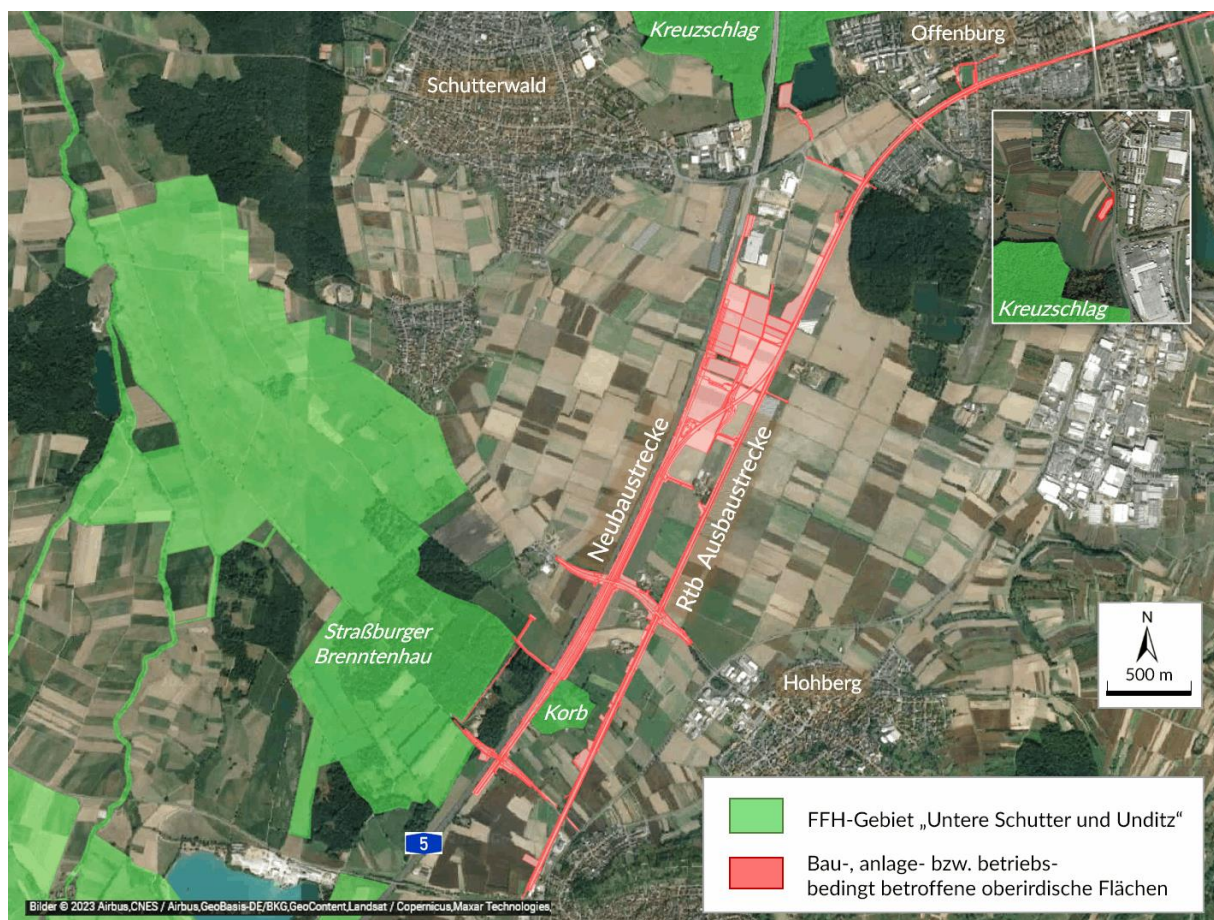 Kreuzschlag
Offenburg
Schutterwald
Kreuzschlag
Neubaustrecke
Rtb Ausbaustrecke
Straßburger
Brenntenhau
Korb
Hohberg
N
500 m
5
FFH-Gebiet „Untere Schutter und Unditz“
Bau-, anlage- bzw. betriebs-
bedingt betroffene oberirdische Flächen
Bilder © 2023 Airbus,CNES / Airbus,GeoBasis-DE/BKG,GeoContent,Landsat / Copernicus,Maxar Technologies,